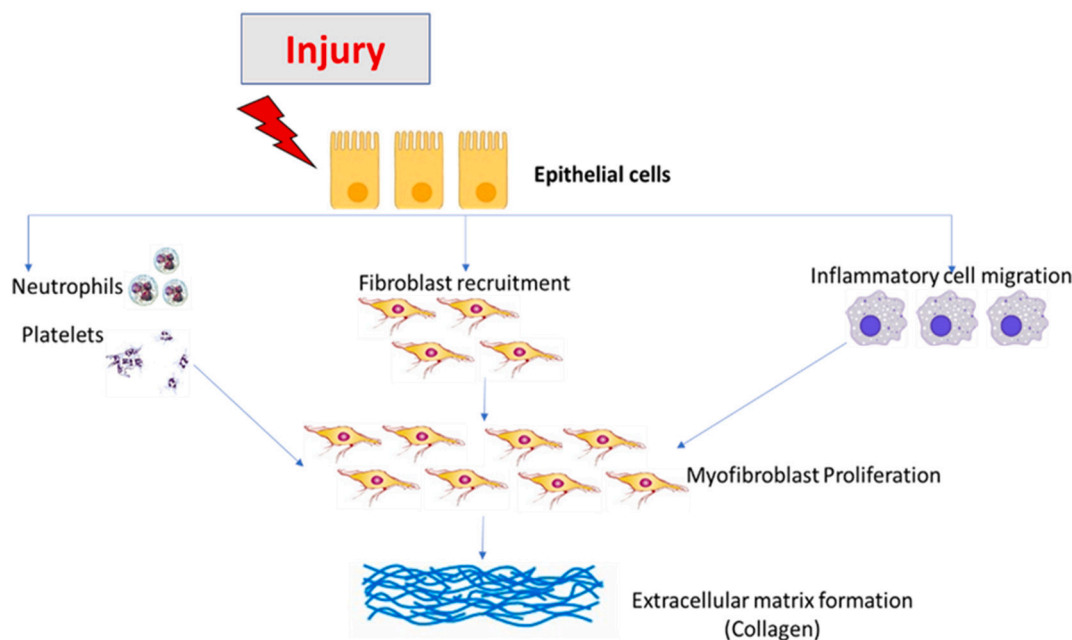 Injury
Epithelial cells
Neutrophils
Platelets
Fibroblast recruitment
Inflammatory cell migration
Myofibroblast Proliferation
Extracellular matrix formation
(Collagen)